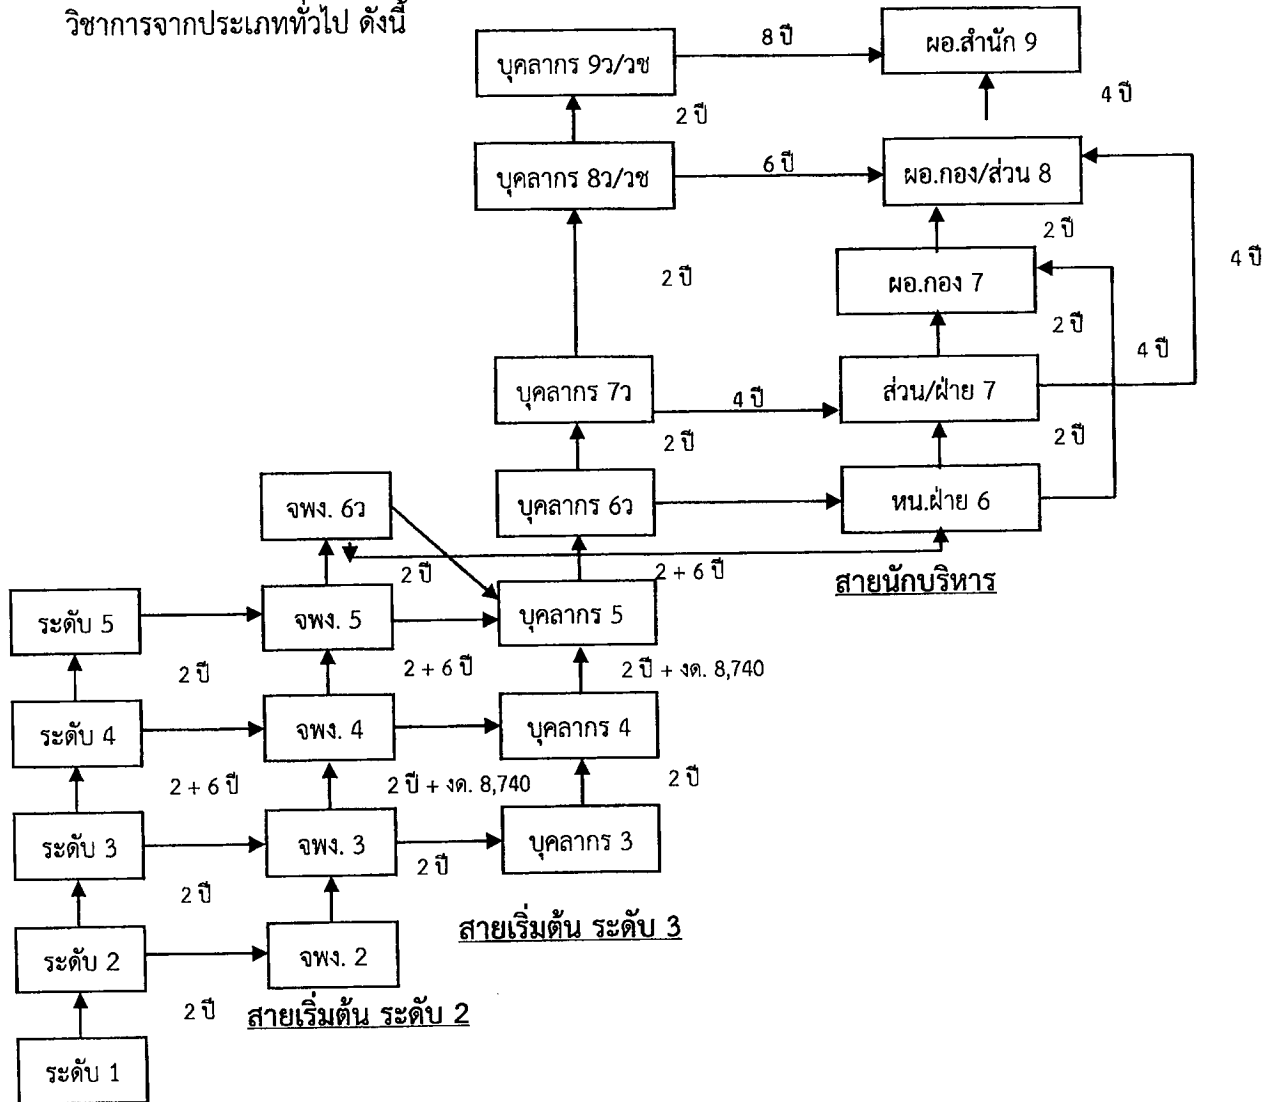 วิชาการจากประเภททั่วไป ดังนี้
บุคลากร 9ว/วช
8 ปี
ผอ.สำนัก 9
2 ปี
4 ปี
บุคลากร 8ว/วช
6 ปี
ผอ.กอง/ส่วน 8
2 ปี
4 ปี
2 ปี
ผอ.กอง 7
2 ปี
4 ปี
บุคลากร 7ว
4 ปี
ส่วน/ฝ่าย 7
2 ปี
2 ปี
จพง. 6ว
บุคลากร 6ว
หน.ฝ่าย 6
2 ปี
2 + 6 ปี
สายนักบริหาร
ระดับ 5
จพง. 5
บุคลากร 5
2 ปี
2 + 6 ปี
2 ปี + งด. 8,740
ระดับ 4
จพง. 4
บุคลากร 4
2 + 6 ปี
2 ปี + งด. 8,740
2 ปี
ระดับ 3
จพง. 3
บุคลากร 3
2 ปี
2 ปี
สายเริ่มต้น ระดับ 3
ระดับ 2
จพง. 2
2 ปี
สายเริ่มต้น ระดับ 2
ระดับ 1